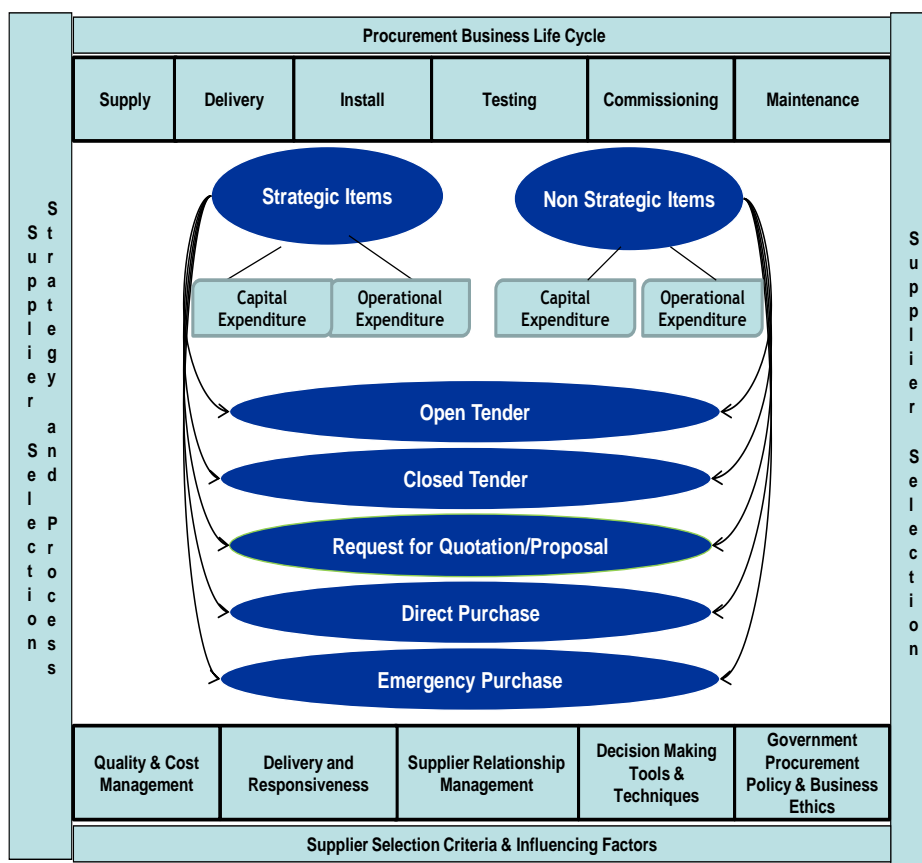 Procurement Business Life Cycle
Supply
Delivery
Install
Testing
Commissioning
Maintenance
Supplier Selection
Strategy and Process
Strategic Items
Non Strategic Items
Capital
Expenditure
Operational
Expenditure
Capital
Expenditure
Operational
Expenditure
Open Tender
Closed Tender
Request for Quotation/Proposal
Direct Purchase
Emergency Purchase
Supplier Selection
Quality & Cost
Management
Delivery and
Responsiveness
Supplier Relationship
Management
Decision Making
Tools &
Techniques
Government
Procurement
Policy & Business
Ethics
Supplier Selection Criteria & Influencing Factors